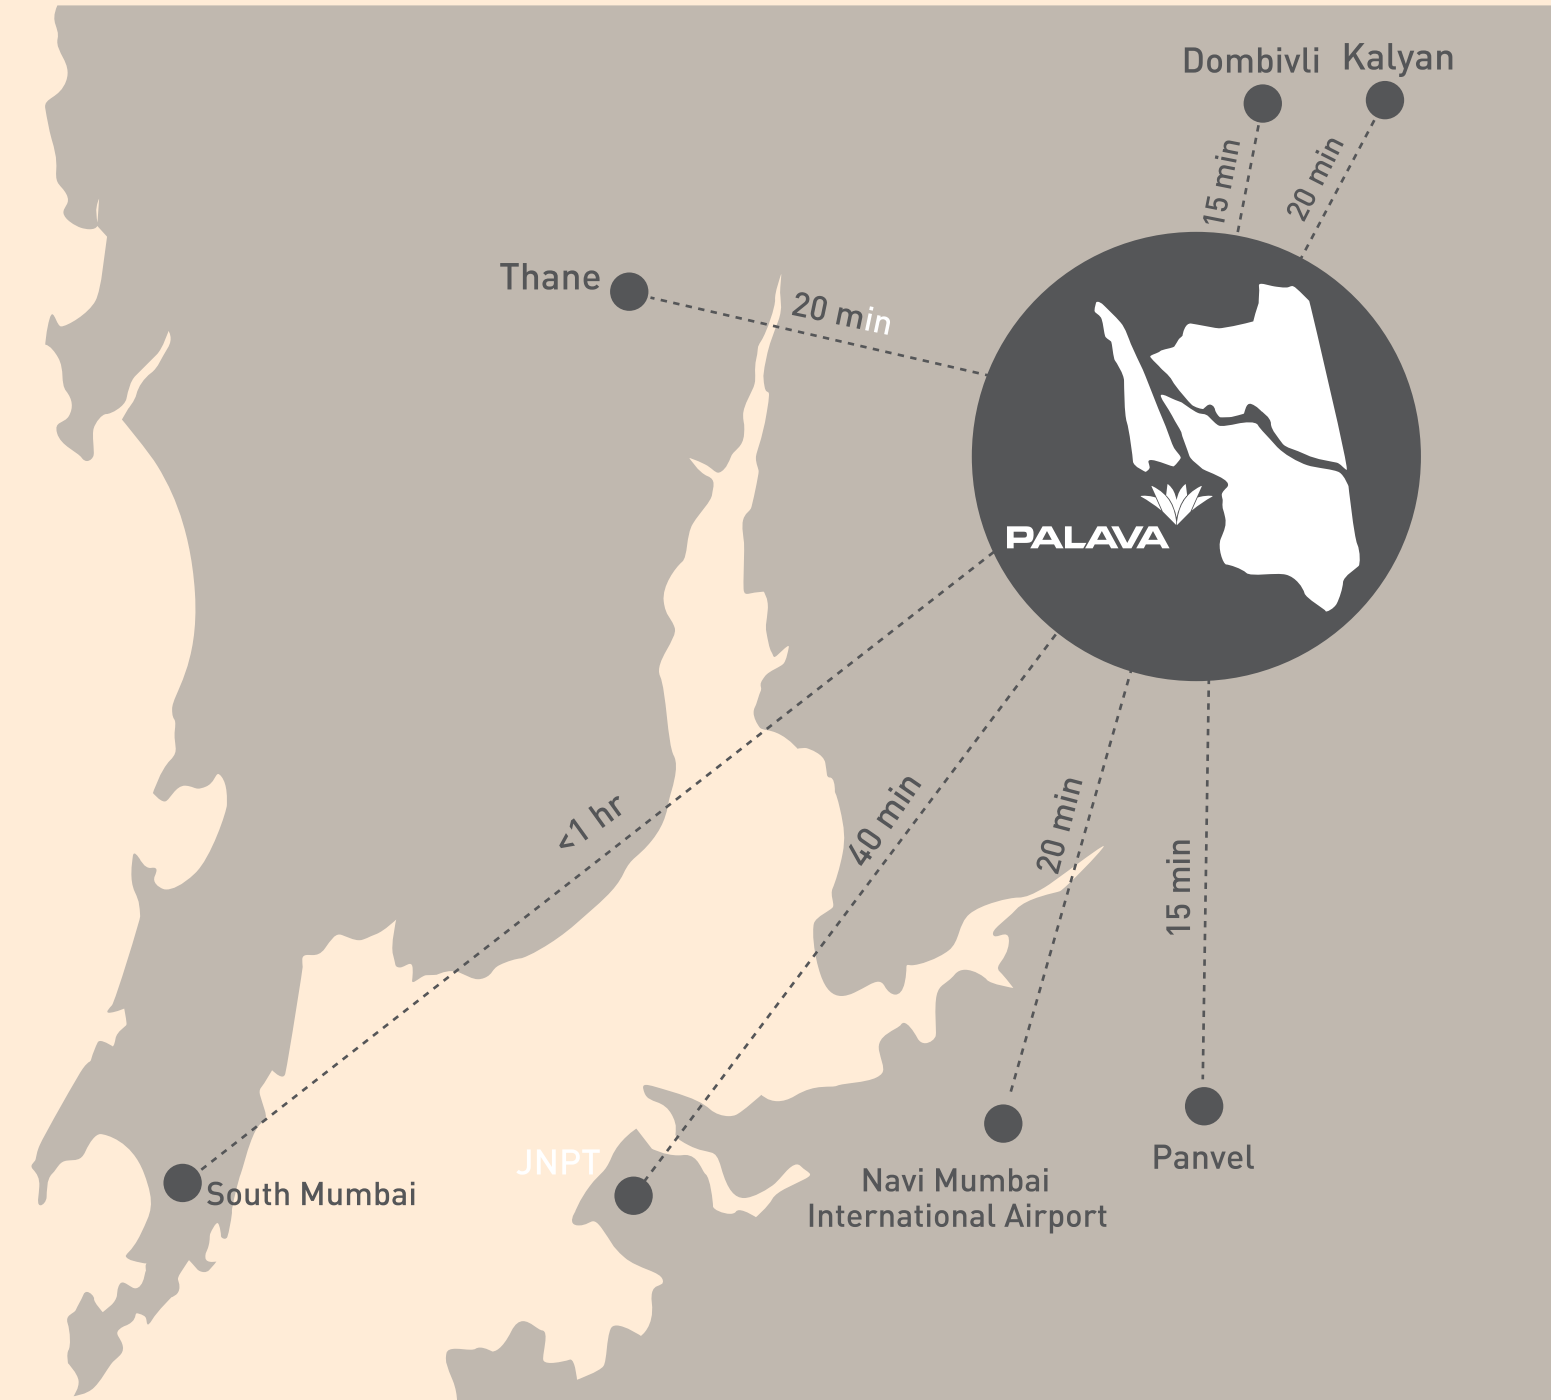 Dombivli
Kalyan
15 min
20 min
Thane
20 min
PALAVA
<1 hr
40 min
20 min
15 min
JNPT
South Mumbai
Navi Mumbai
International Airport
Panvel